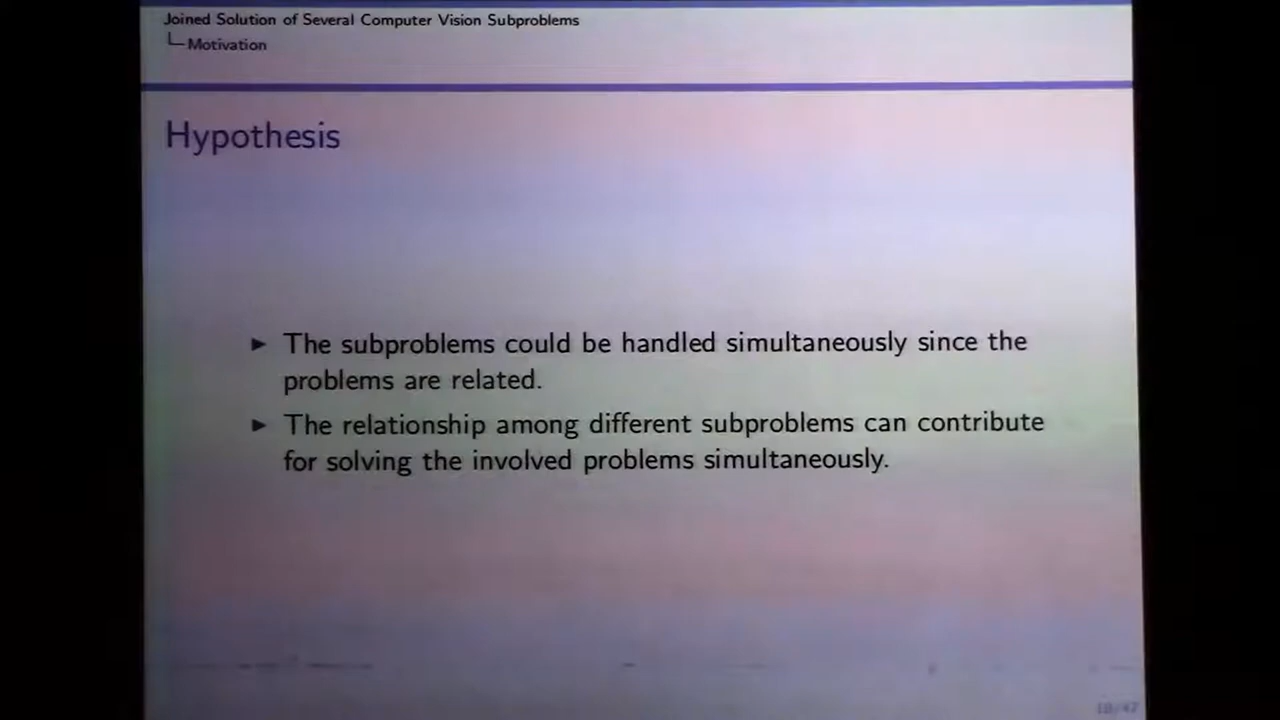 Joined Solution of Several Computer Vision Subproblems
Motivation
Hypothesis
The subproblems could be handled simultaneously since the
problems are related.
The relationship among different subproblems can contribute
for solving the involved problems simultaneously.